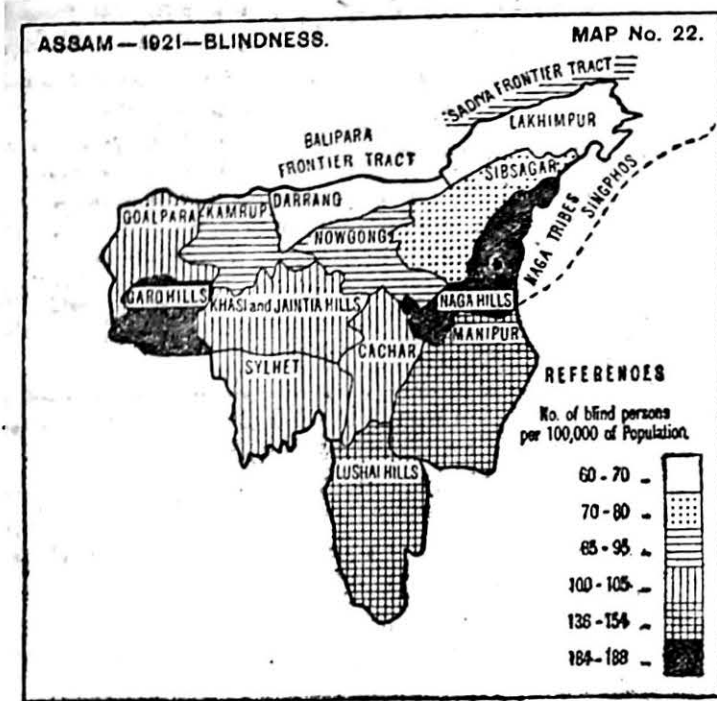 ASSAM—1921—BLINDNESS.
MAP No. 22.
SADIYA FRONTIER TRACT
LAKHIMPUR
BALIPARA
FRONTIER TRACT
SIBSAGAR
DARRANG
GOALPARA
KAMRUP
NOWGONG
NAGA TRIBES
SINGPHOS
GARO HILLS
KHASI and JAINTIA HILLS
NAGA HILLS
MANIPUR
CACHAR
SYLHET
REFERENCES
No. of blind persons
per 100,000 of Population.
LUSHAI HILLS
60-70 "
70-80 "
85-95 "
100-105 "
136-154 "
184-188 "